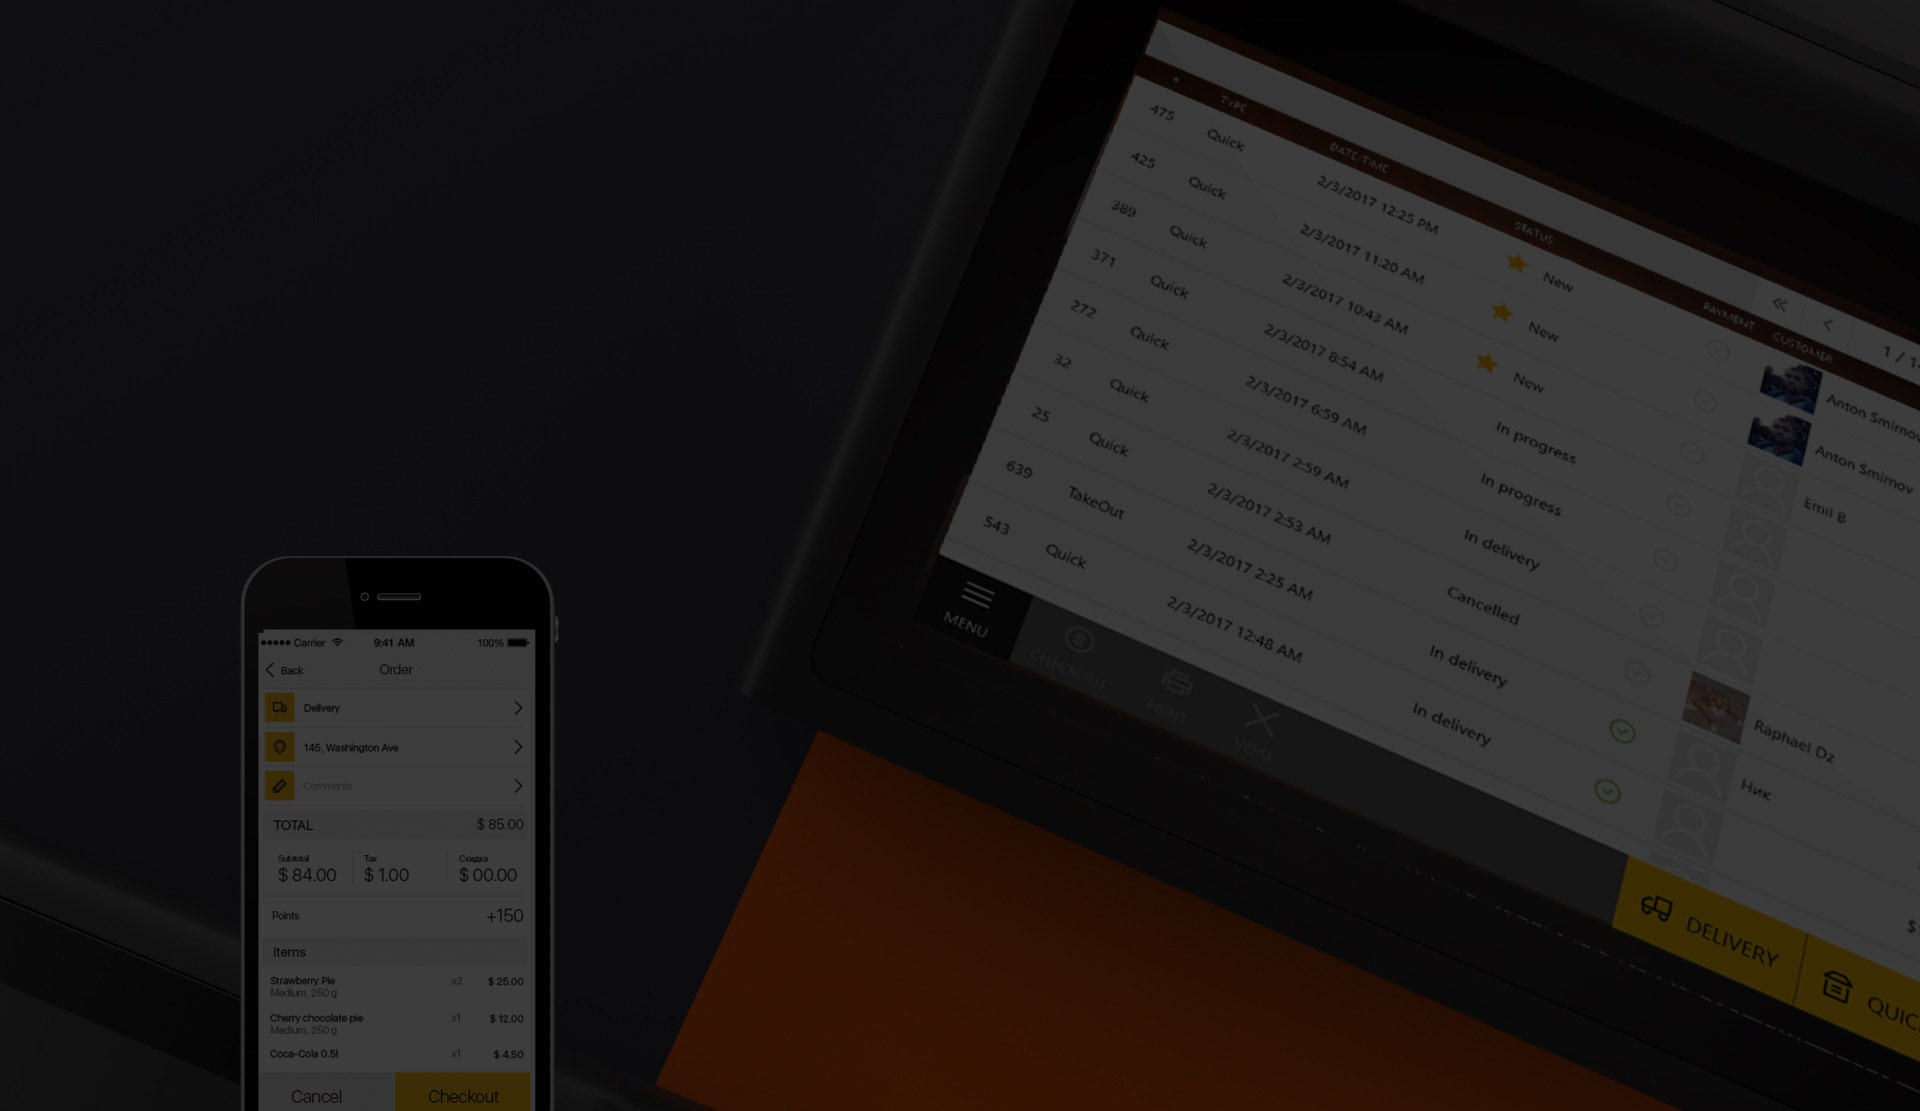 TYPE DATE/TIME STATUS PAYMENT CUSTOMER
1 /
475 Quick 2/3/2017 12:25 PM New Anton Smirnov
425 Quick 2/3/2017 11:20 AM New Anton Smirnov
389 Quick 2/3/2017 10:43 AM New Emil B
371 Quick 2/3/2017 8:54 AM In progress
272 Quick 2/3/2017 6:59 AM In progress
32 Quick 2/3/2017 2:59 AM In delivery
25 Quick 2/3/2017 2:53 AM Cancelled
639 TakeOut 2/3/2017 2:25 AM In delivery Raphael Dz
543 Quick 2/3/2017 12:48 AM In delivery Ник
$
MENU CHECKOUT PRINT VOID
DELIVERY
Carrier 9:41 AM 100%
Back Order
Delivery
145, Washington Ave
Comments
TOTAL $ 85.00
Subtotal Tax Скидка
$ 84.00 $ 1.00 $ 00.00
Points +150
Items
Strawberry Pie x2 $ 25.00
Medium, 250 g
Cherry chocolate pie x1 $ 12.00
Medium, 250 g
Coca-Cola 0.5l x1 $ 4.50
Cancel Checkout